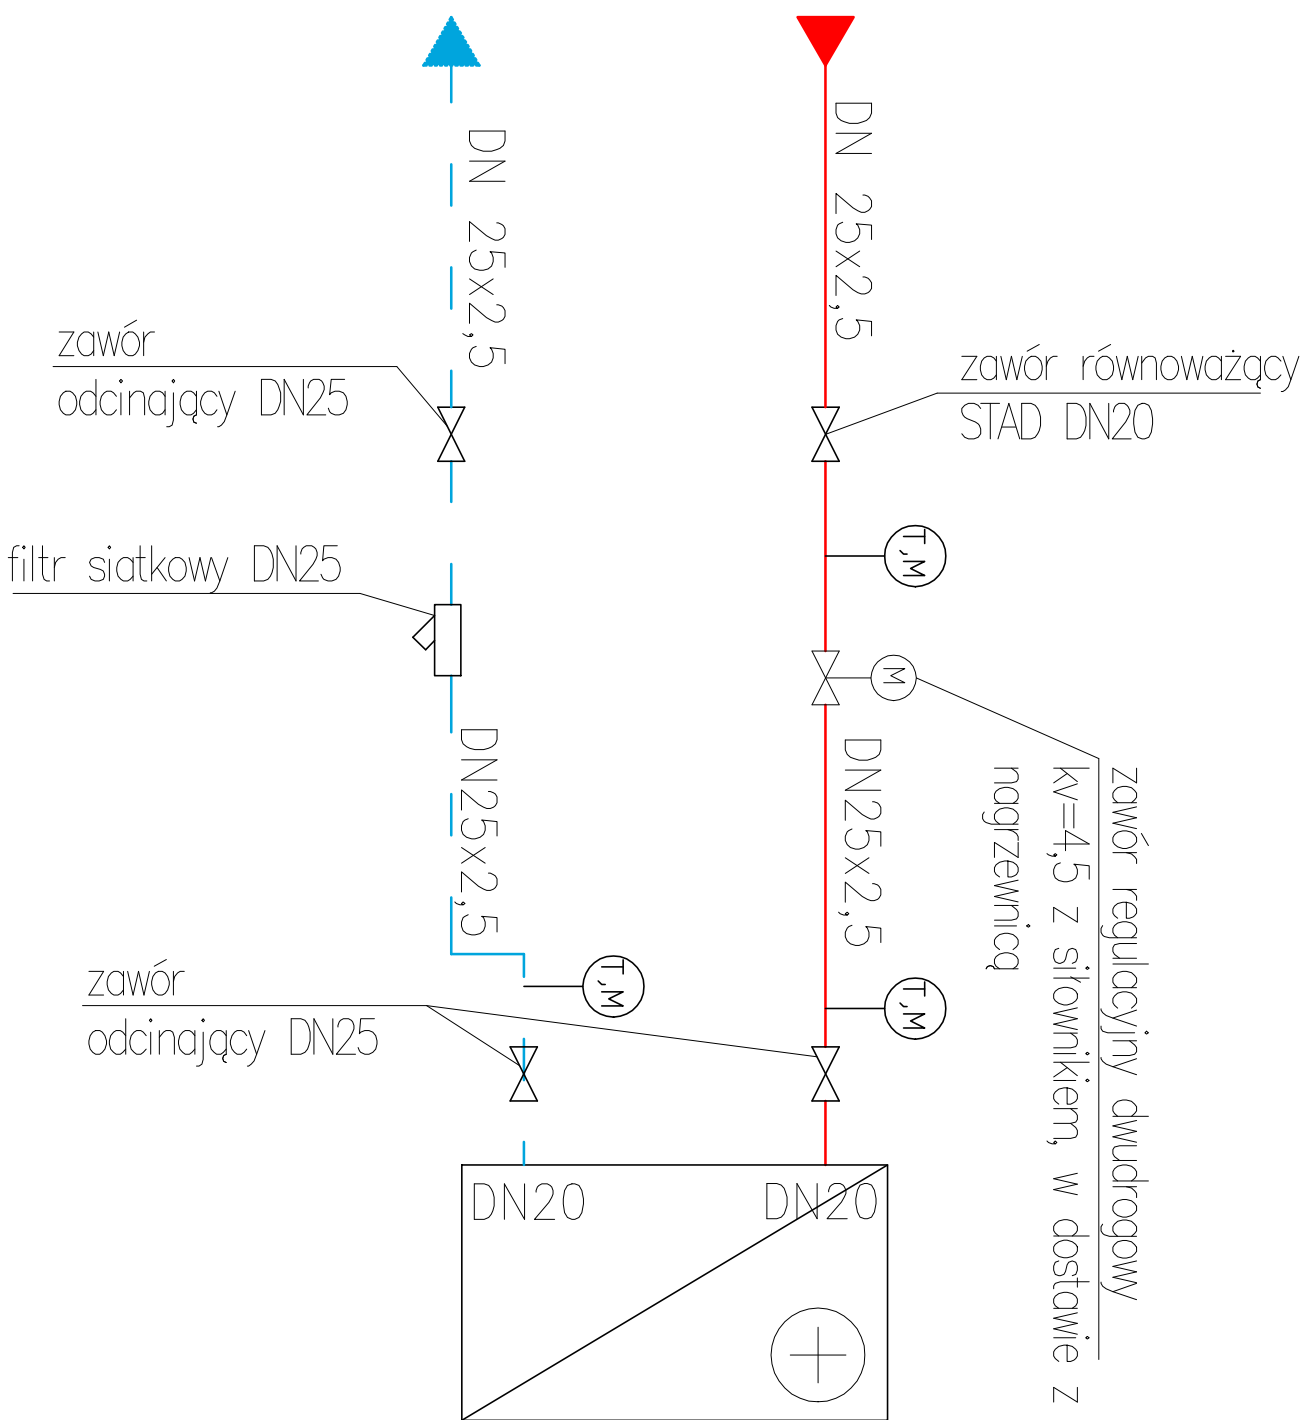 DN 25x2,5
DN 25x2,5
zawór
odcinający DN25
zawór równoważący
STAD DN20
T,M
filtr siatkowy DN25
M
DN25x2,5
DN25x2,5
zawór regulacyjny dwudrogowy
kv=4,5 z siłownikiem, w dostawie z
nagrzewnicą
zawór
odcinający DN25
T,M
T,M
DN20
DN20